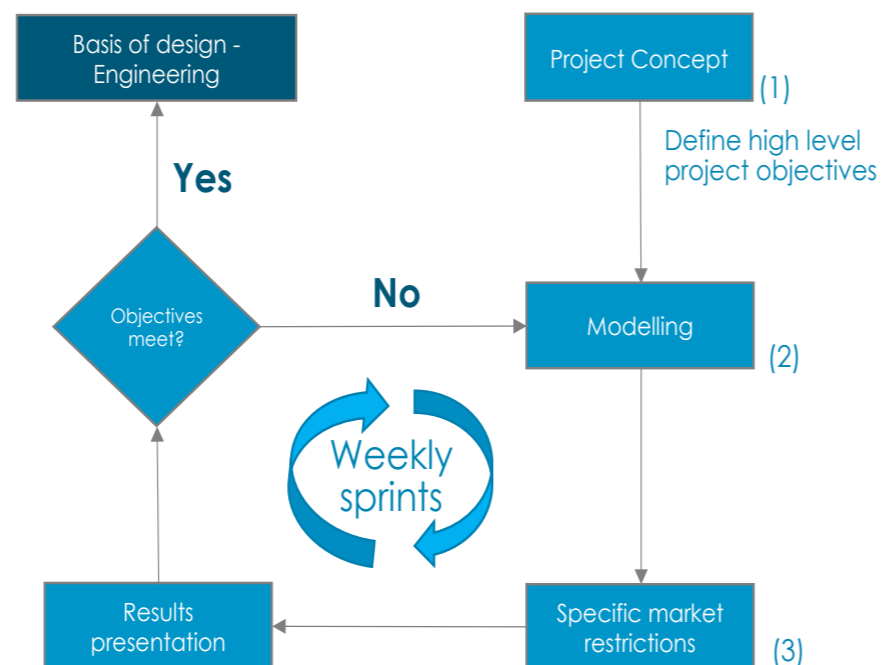 Basis of design -
Engineering
Project Concept
(1)
Define high level
project objectives
Yes
Objectives
meet?
No
Modelling
(2)
Weekly
sprints
Results
presentation
Specific market
restrictions
(3)